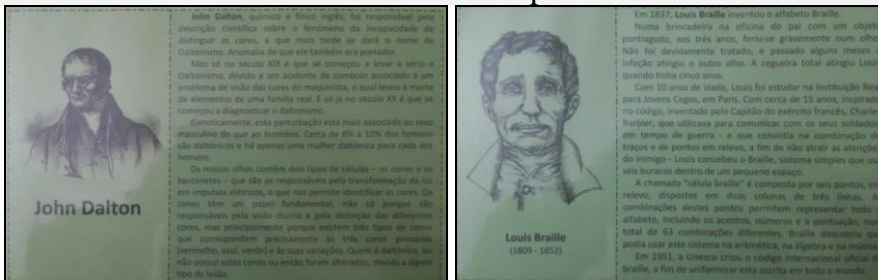 John Dalton, químico e físico inglês, foi responsável pela
descrição científica sobre o fenómeno da incapacidade de
distinguir as cores, a que mais tarde se dará o nome de
Daltonismo. Anomalia de que ele também era portador.
Mas só no século XIX é que se começou a levar a sério o
Daltonismo, devido a um acidente de comboio associado a um
problema de visão das cores do maquinista, o qual levou à morte
de elementos de uma família real. E só já no século XX é que se
começou a diagnosticar o daltonismo.
Geneticamente, esta perturbação está mais associada ao sexo
masculino do que ao feminino. Cerca de 8% a 10% dos homens
são daltónicos e há apenas uma mulher daltónica para cada dez
homens.
Os nossos olhos contêm dois tipos de células – os cones e os
bastonetes – que são os responsáveis pela transformação da luz
em impulsos elétricos, o que nos permite identificar as cores. Os
cones têm um papel fundamental, não só porque são
responsáveis pela visão diurna e pela distinção das diferentes
cores, mas principalmente porque existem três tipos de cones
que correspondem precisamente às três cores primárias
(vermelho, azul, verde) e às suas variações. Quem é daltónico, ou
não possui estes cones ou então foram alterados, devido a algum
tipo de lesão.
John Dalton
Em 1837, Louis Braille inventou o alfabeto Braille.
Numa brincadeira na oficina do pai com um objeto
pontiagudo, aos três anos, feriu-se gravemente num olho.
Não foi devidamente tratado, e passado alguns meses
infeção atingiu o outro olho. A cegueira total atingiu Louis
quando tinha cinco anos.
Com 10 anos de idade, Louis foi estudar na Instituição Real
para Jovens Cegos, em Paris. Com cerca de 15 anos, inspirado
no código, inventado pelo Capitão do exército francês, Charles
Barbier, que utilizava para comunicar com os seus soldados
em tempo de guerra - e que consistia na combinação de
traços e de pontos em relevo, a fim de não atrair as atenções
do inimigo - Louis concebeu o Braille, sistema simples que usa
seis buracos dentro de um pequeno espaço.
A chamada "célula braille" é composta por seis pontos, em
relevo, dispostos em duas colunas de três linhas. A
combinações destes pontos permitem representar todo
alfabeto, incluindo os acentos, números e a pontuação, num
total de 63 combinações diferentes. Braille descobriu que
podia usar este sistema na aritmética, na álgebra e na música.
Em 1951, a Unesco criou o código internacional oficial d
braille, a fim de uniformizar esta escrita em todo o mundo.
Louis Braille
(1809 - 1852)